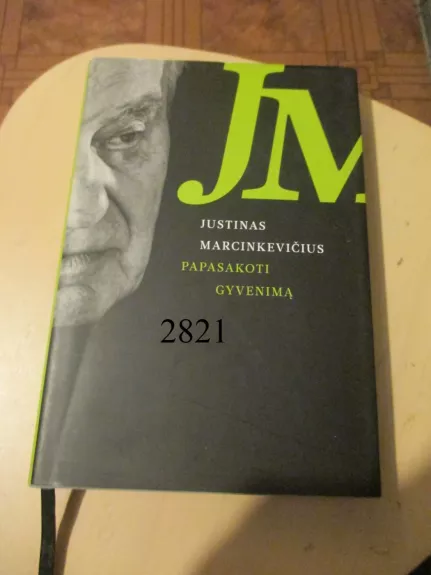 JM
JUSTINAS
MARCINKEVIČIUS
PAPASAKOTI
GYVENIMĄ
2821